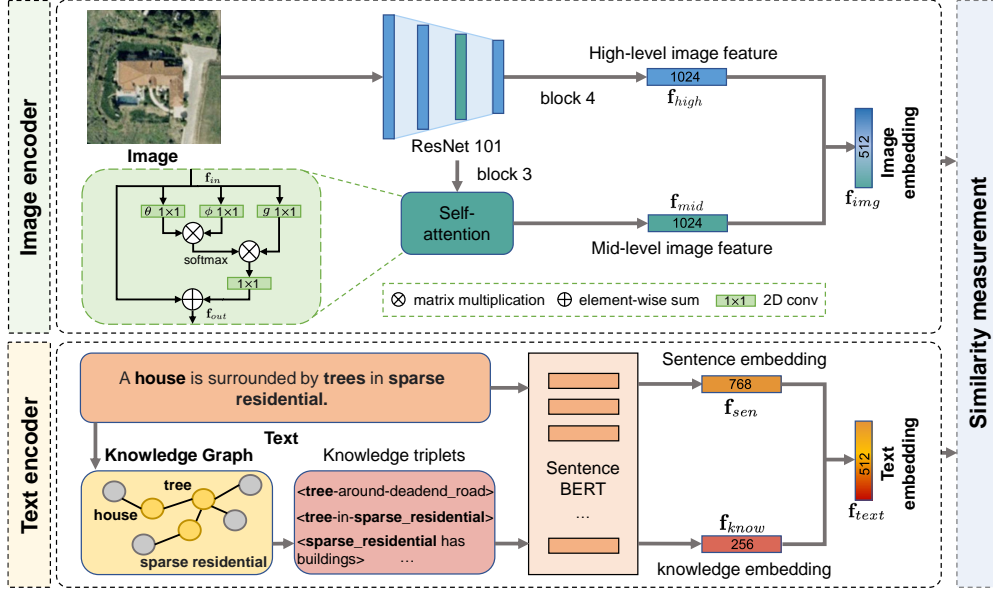 Image encoder
Image
ResNet 101
block 4
block 3
High-level image feature
1024
f_high
Self-
attention
f_mid
1024
Mid-level image feature
512
f_img
Image
embedding
f_in
θ 1×1
ϕ 1×1
g 1×1
softmax
1×1
f_out
matrix multiplication
element-wise sum
1×1 2D conv
Similarity measurement
Text encoder
A house is surrounded by trees in sparse
residential.
Text
Knowledge Graph
tree
house
sparse residential
Knowledge triplets
<tree-around-deadend_road>
<tree-in-sparse_residential>
<sparse_residential has
buildings> ...
Sentence
BERT
...
Sentence embedding
768
f_sen
f_know
256
knowledge embedding
512
f_text
Text
embedding